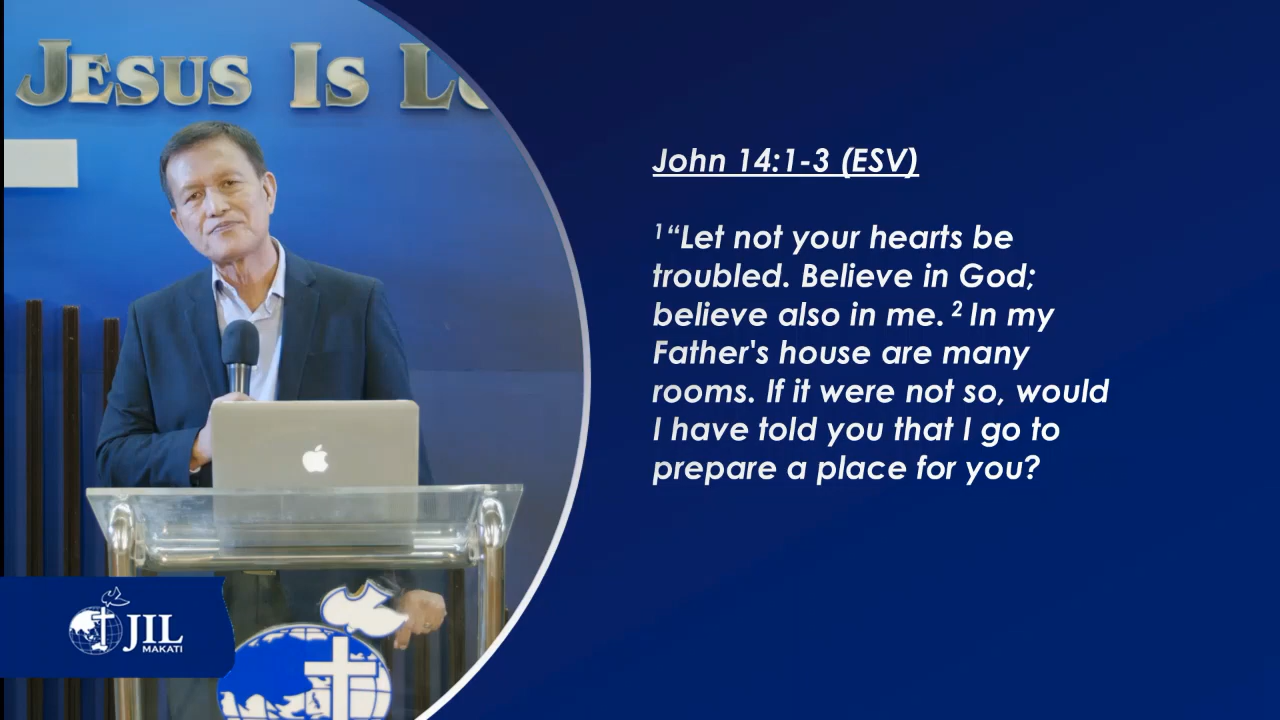 JESUS IS LO
JIL
MAKATI
John 14:1-3 (ESV)
¹“Let not your hearts be
troubled. Believe in God;
believe also in me. ² In my
Father's house are many
rooms. If it were not so, would
I have told you that I go to
prepare a place for you?